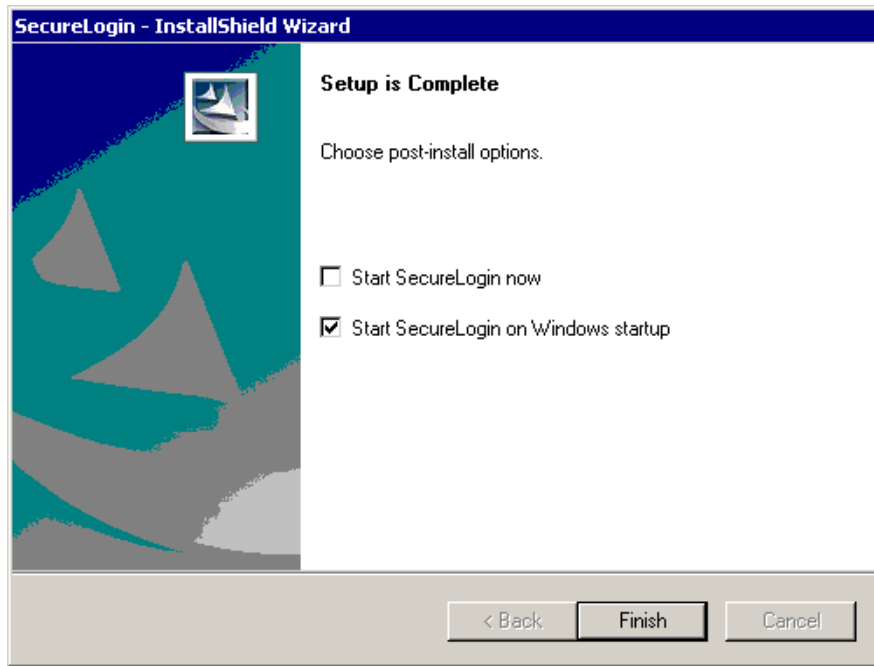 SecureLogin - InstallShield Wizard
Setup is Complete
Choose post-install options.
Start SecureLogin now
Start SecureLogin on Windows startup
< Back Finish Cancel